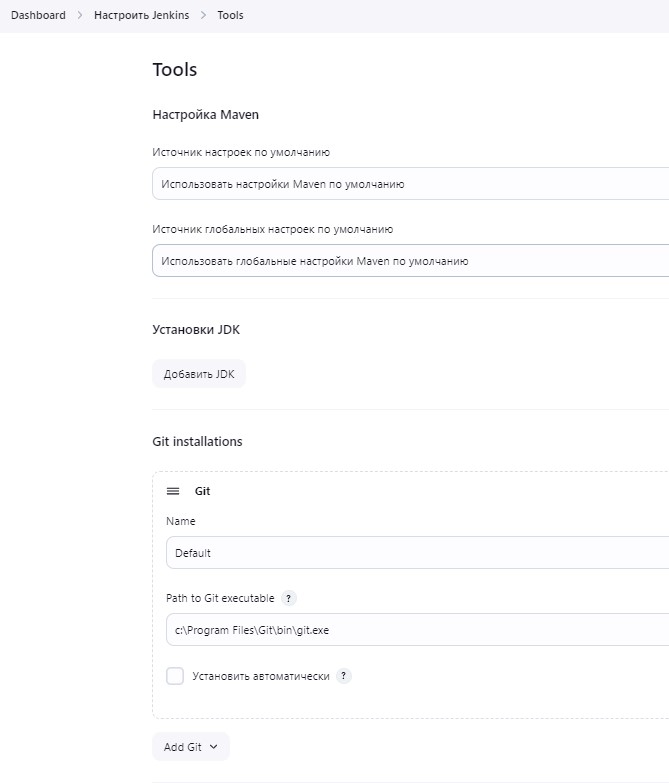 Dashboard > Настроить Jenkins > Tools
Tools
Настройка Maven
Источник настроек по умолчанию
Использовать настройки Maven по умолчанию
Источник глобальных настроек по умолчанию
Использовать глобальные настройки Maven по умолчанию
Установки JDK
Добавить JDK
Git installations
Git
Name
Default
Path to Git executable ?
c:\Program Files\Git\bin\git.exe
Установить автоматически ?
Add Git